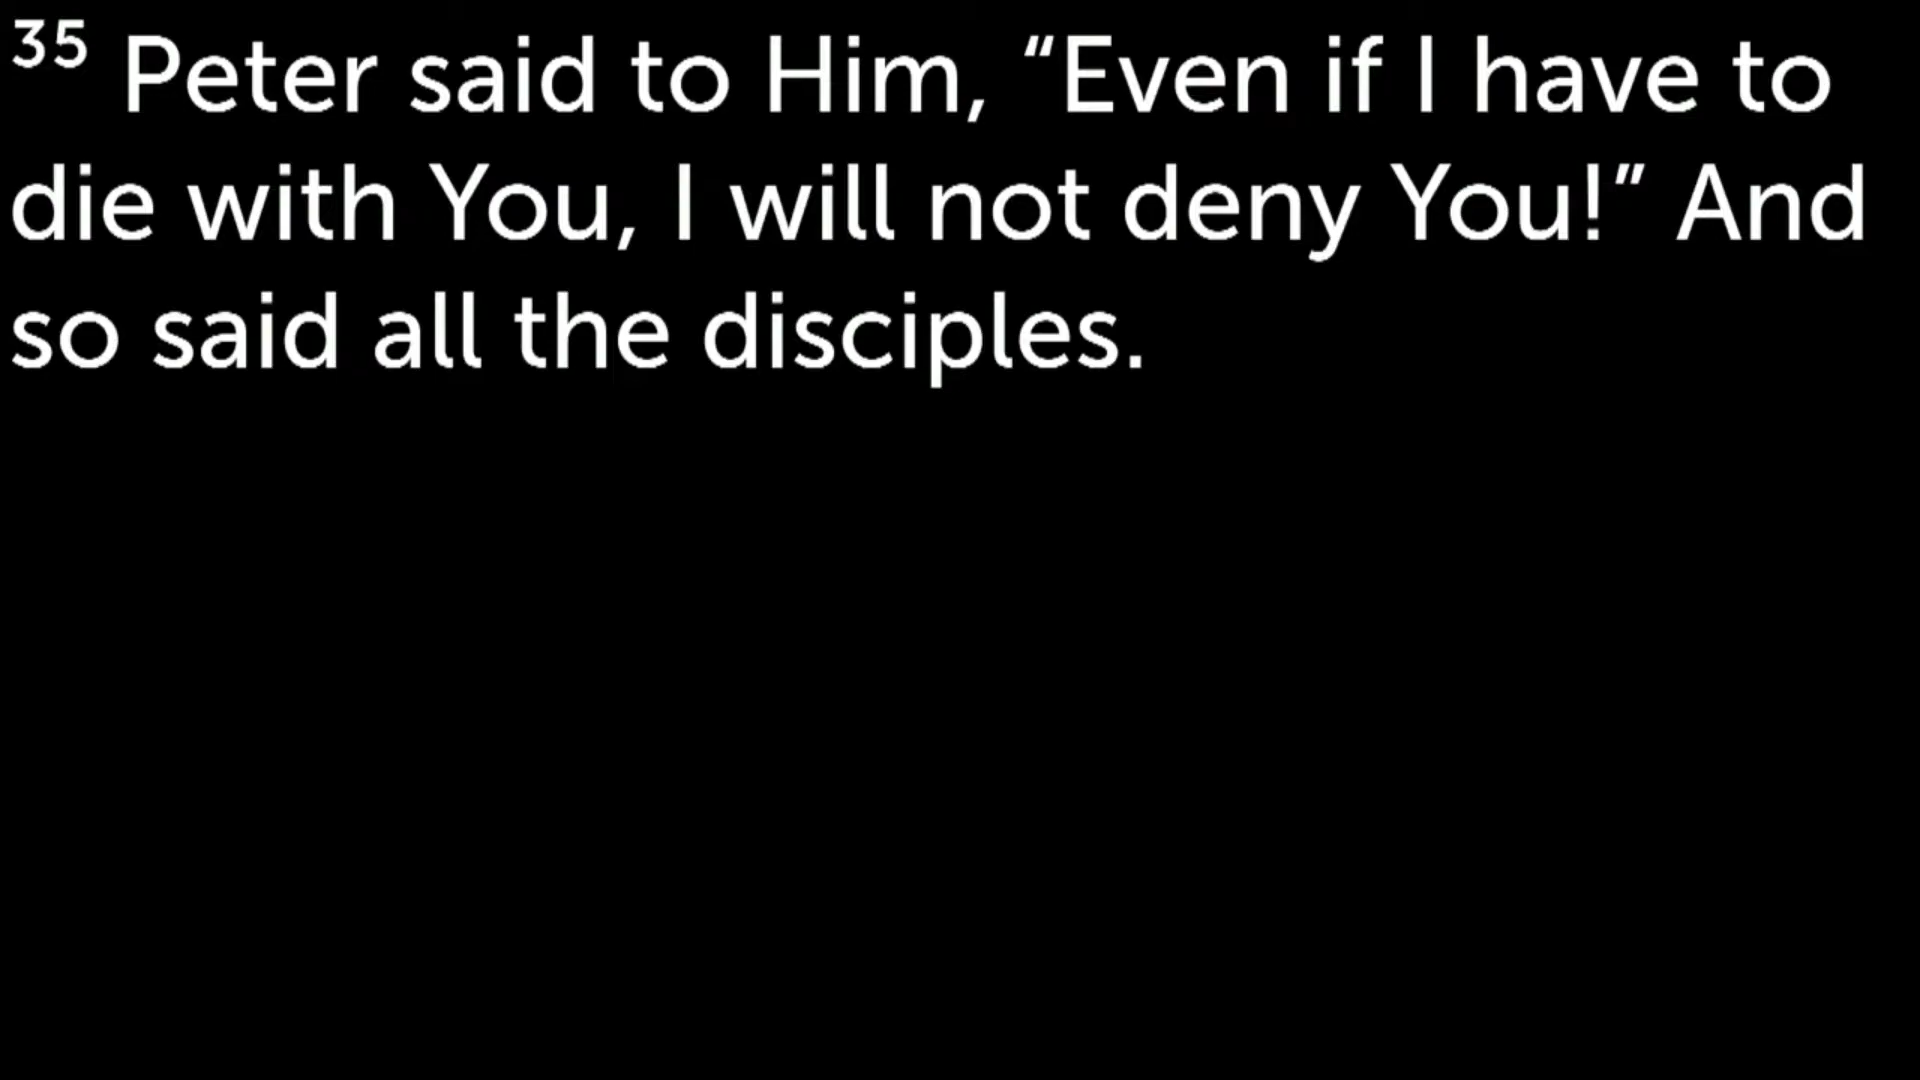 35 Peter said to Him, “Even if I have to
die with You, I will not deny You!” And
so said all the disciples.